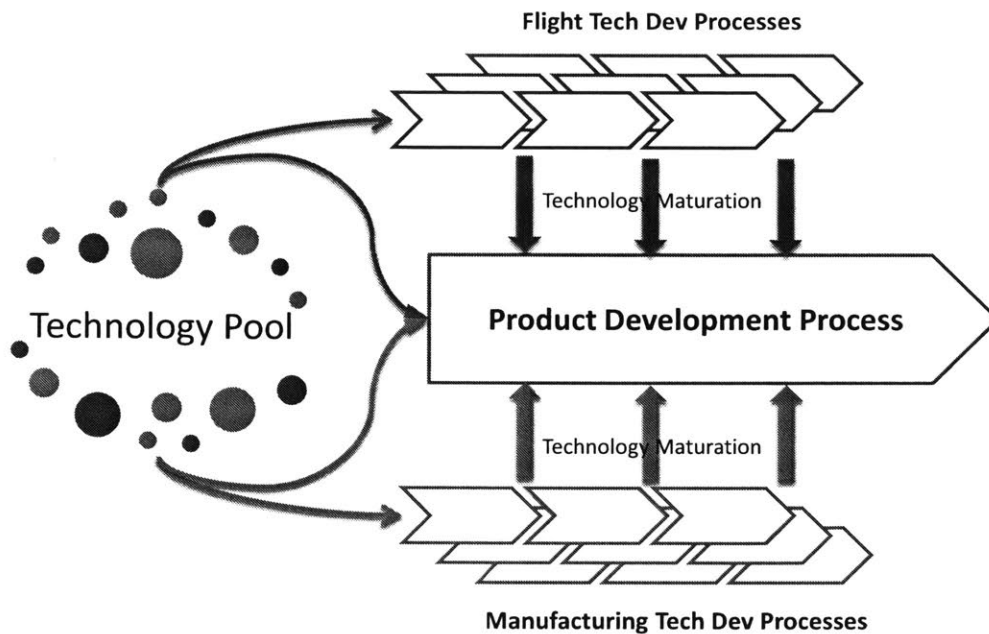 Flight Tech Dev Processes
Technology Maturation
Technology Pool
Product Development Process
Technology Maturation
Manufacturing Tech Dev Processes